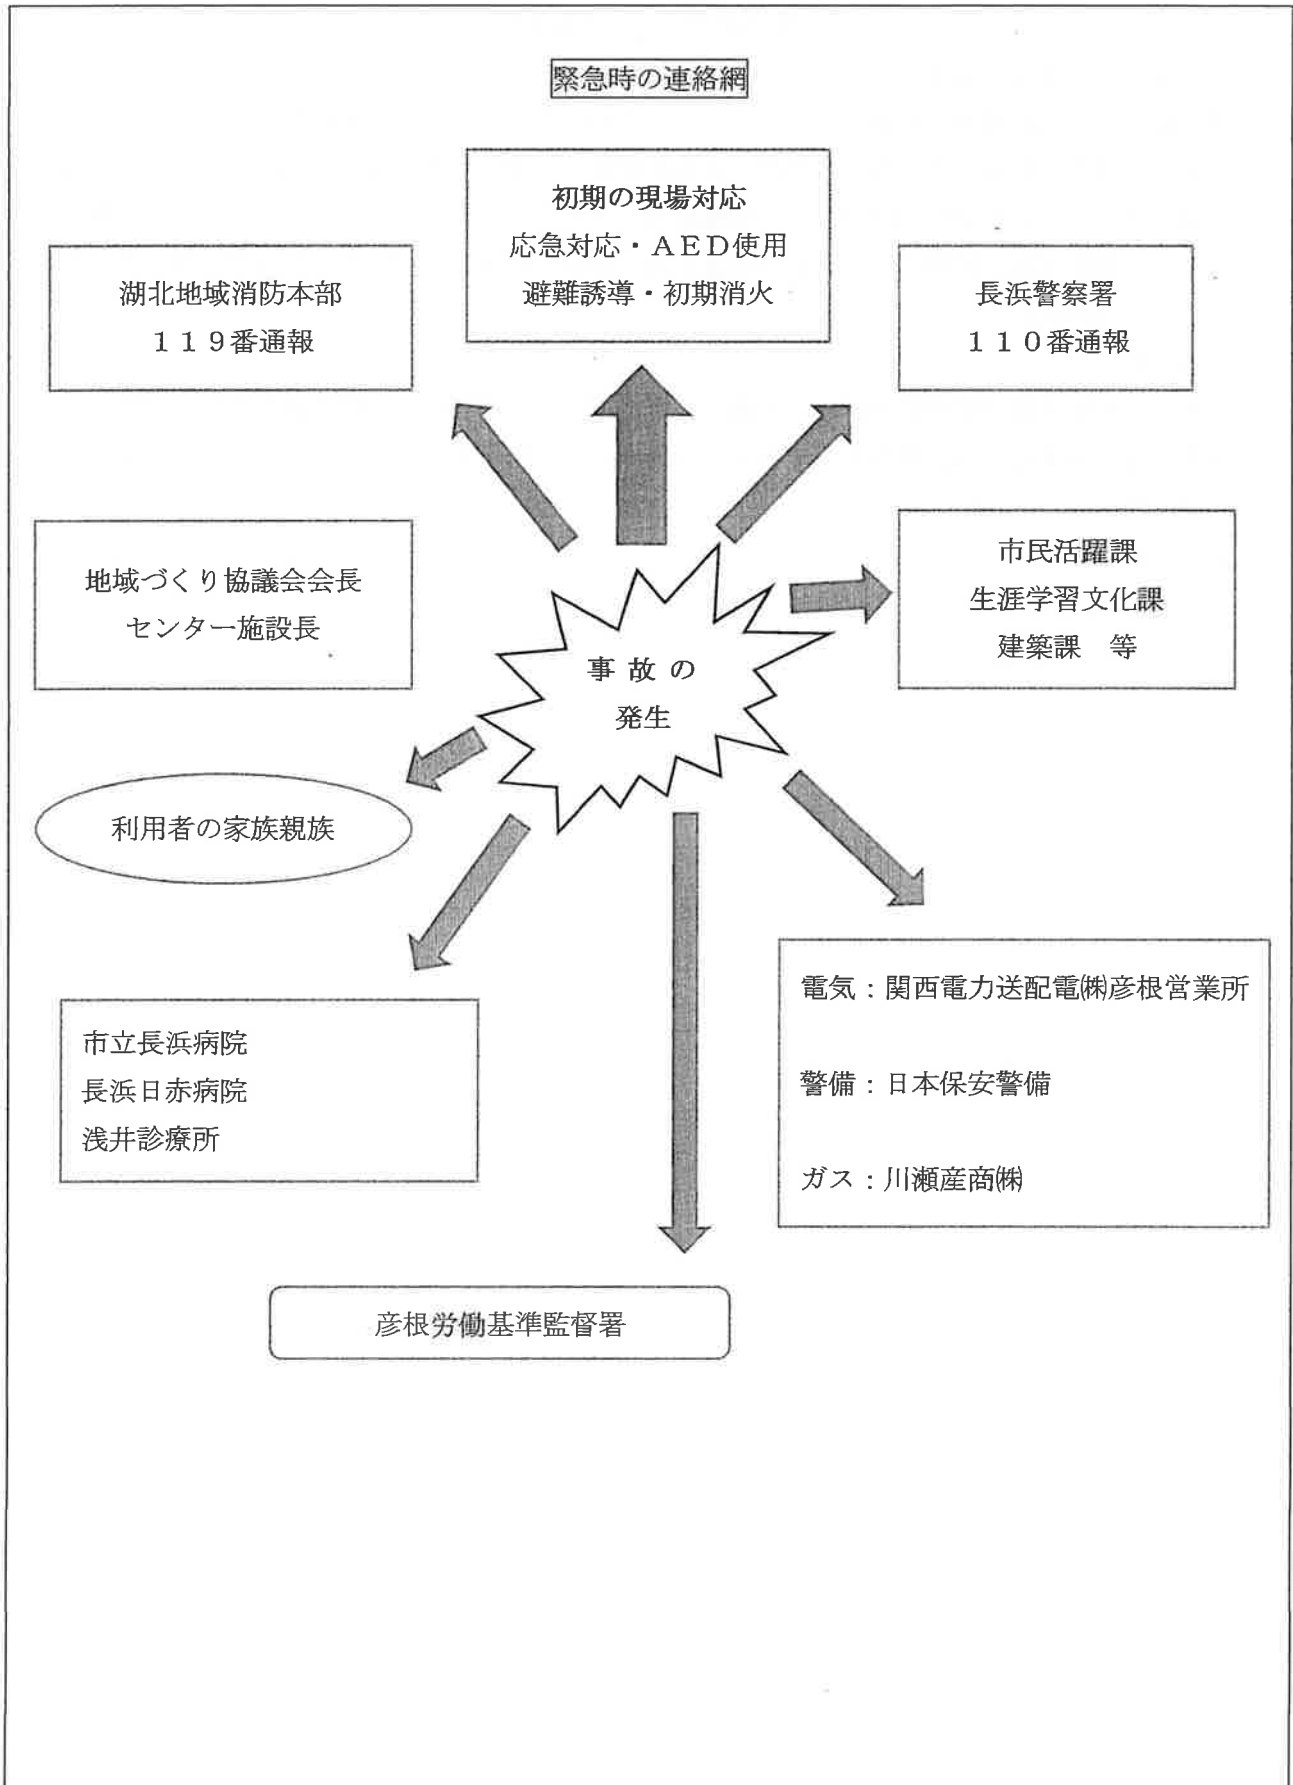 緊急時の連絡網
初期の現場対応
応急対応・ＡＥＤ使用
避難誘導・初期消火
湖北地域消防本部
１１９番通報
長浜警察署
１１０番通報
地域づくり協議会会長
センター施設長
市民活躍課
生涯学習文化課
建築課　等
事故の
発生
利用者の家族親族
市立長浜病院
長浜日赤病院
浅井診療所
電気：関西電力送配電㈱彦根営業所
警備：日本保安警備
ガス：川瀬産商㈱
彦根労働基準監督署